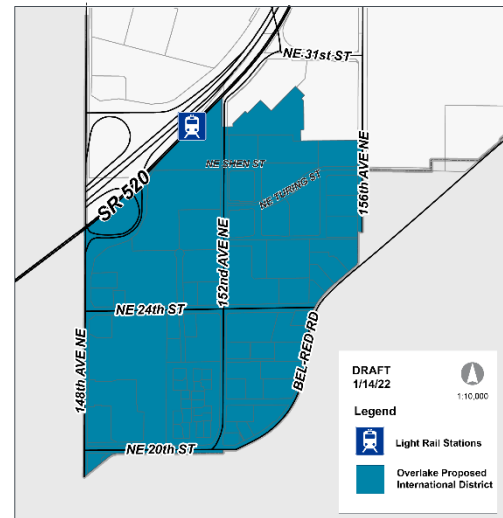 NE 31st ST
NE SHEN ST
NE TURING ST
156th AVE NE
SR-520
152nd AVE NE
NE 24th ST
148th AVE NE
BEL-RED RD
NE 20th ST
DRAFT
1/14/22
1:10,000
Legend
Light Rail Stations
Overlake Proposed
International District